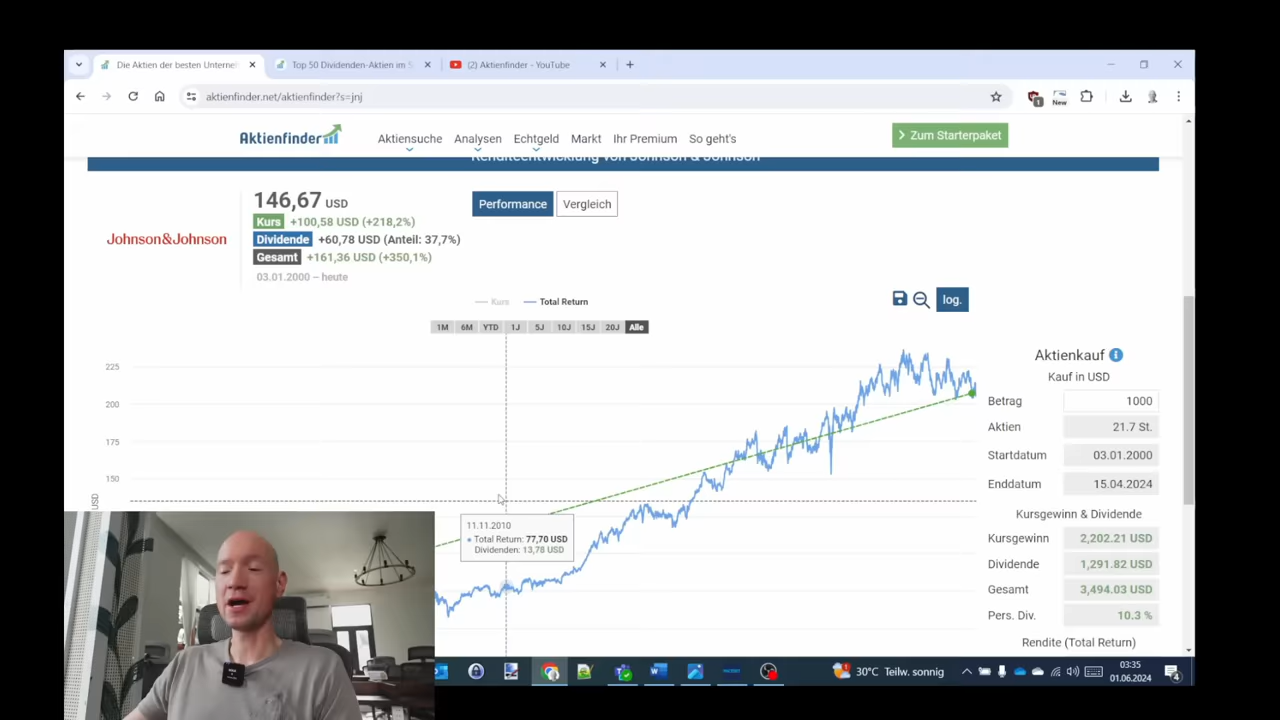 Die Aktien der besten Unterne
Top 50 Dividenden-Aktien im S
(2) Aktienfinder - YouTube
aktienfinder.net/aktienfinder?s=jnj
New
1
Aktienfinder
Aktiensuche
Analysen
Echtgeld
Markt
Ihr Premium
So geht's
Zum Starterpaket
Renditeentwicklung von Johnson & Johnson
Johnson&Johnson
146,67 USD
Kurs +100,58 USD (+218,2%)
Dividende +60,78 USD (Anteil: 37,7%)
Gesamt +161,36 USD (+350,1%)
03.01.2000 – heute
Performance
Vergleich
Kurs
Total Return
log.
1M 6M YTD 1J 5J 10J 15J 20J Alle
225
200
175
150
USD
11.11.2010
Total Return: 77,70 USD
Dividenden: 13,78 USD
Aktienkauf
Kauf in USD
Betrag 1000
Aktien 21.7 St.
Startdatum 03.01.2000
Enddatum 15.04.2024
Kursgewinn & Dividende
Kursgewinn 2,202.21 USD
Dividende 1,291.82 USD
Gesamt 3,494.03 USD
Pers. Div. 10.3 %
Rendite (Total Return)
30°C Teilw. sonnig
03:35
01.06.2024
4